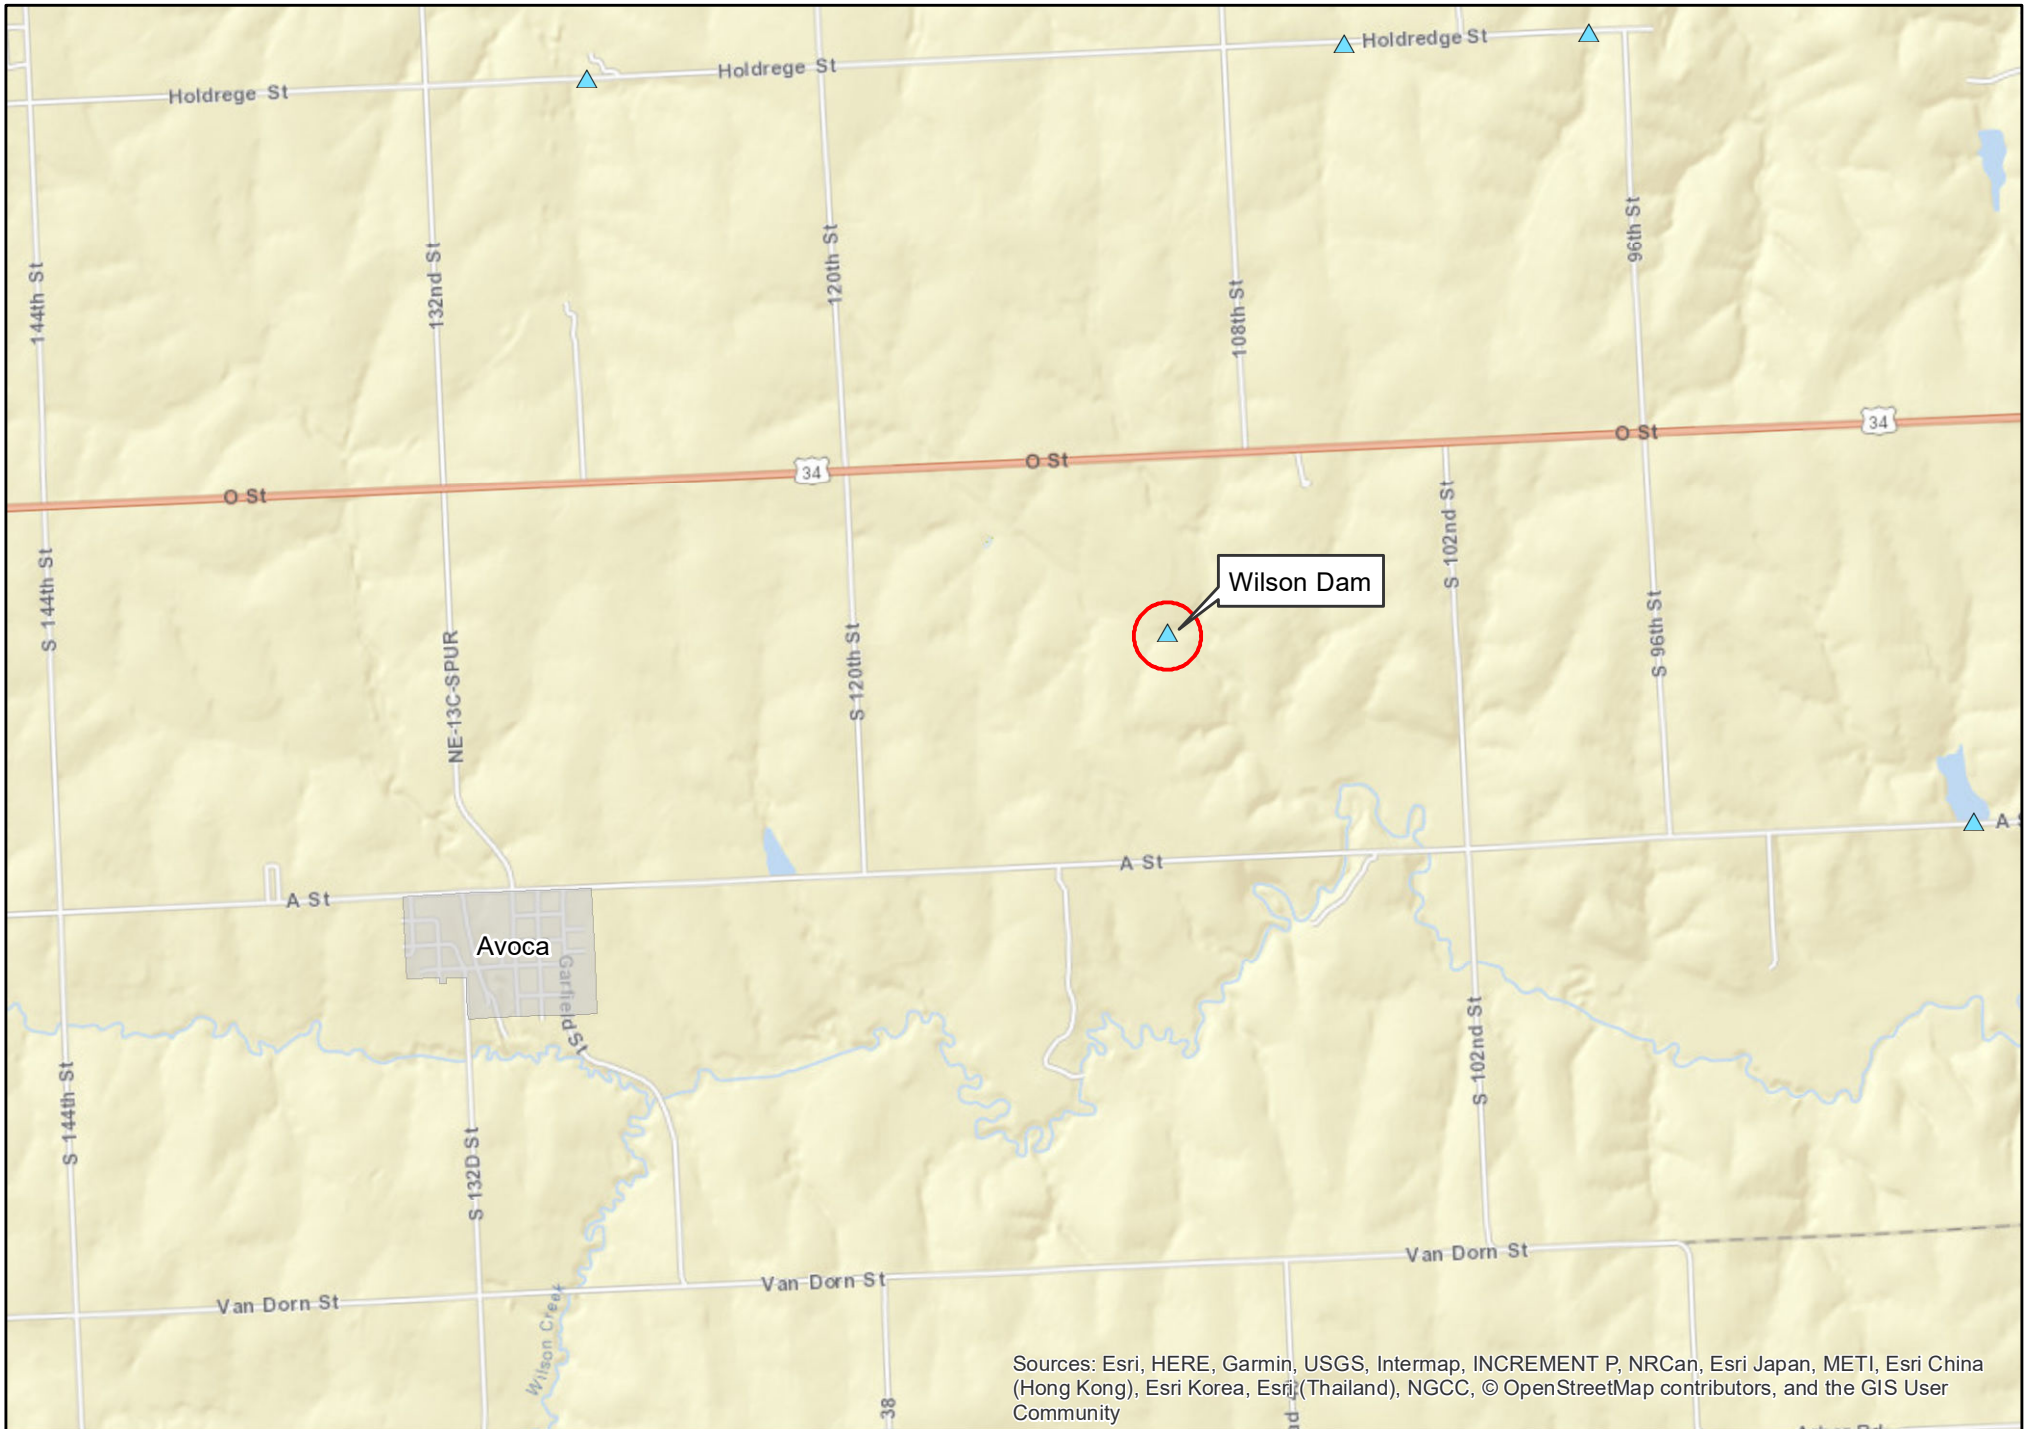 Holdrege St
Holdrege St
Holdredge St
144th St
132nd St
120th St
108th St
96th St
O St
34
O St
O St
34
S 144th St
NE-13C-SPUR
S 120th St
Wilson Dam
S 102nd St
S 96th St
A St
A St
A S
Avoca
Garfield St
S 144th St
S 132D St
S 102nd St
Van Dorn St
Van Dorn St
Van Dorn St
Wilson Creek
38
Sources: Esri, HERE, Garmin, USGS, Intermap, INCREMENT P, NRCan, Esri Japan, METI, Esri China
(Hong Kong), Esri Korea, Esri (Thailand), NGCC, © OpenStreetMap contributors, and the GIS User
Community